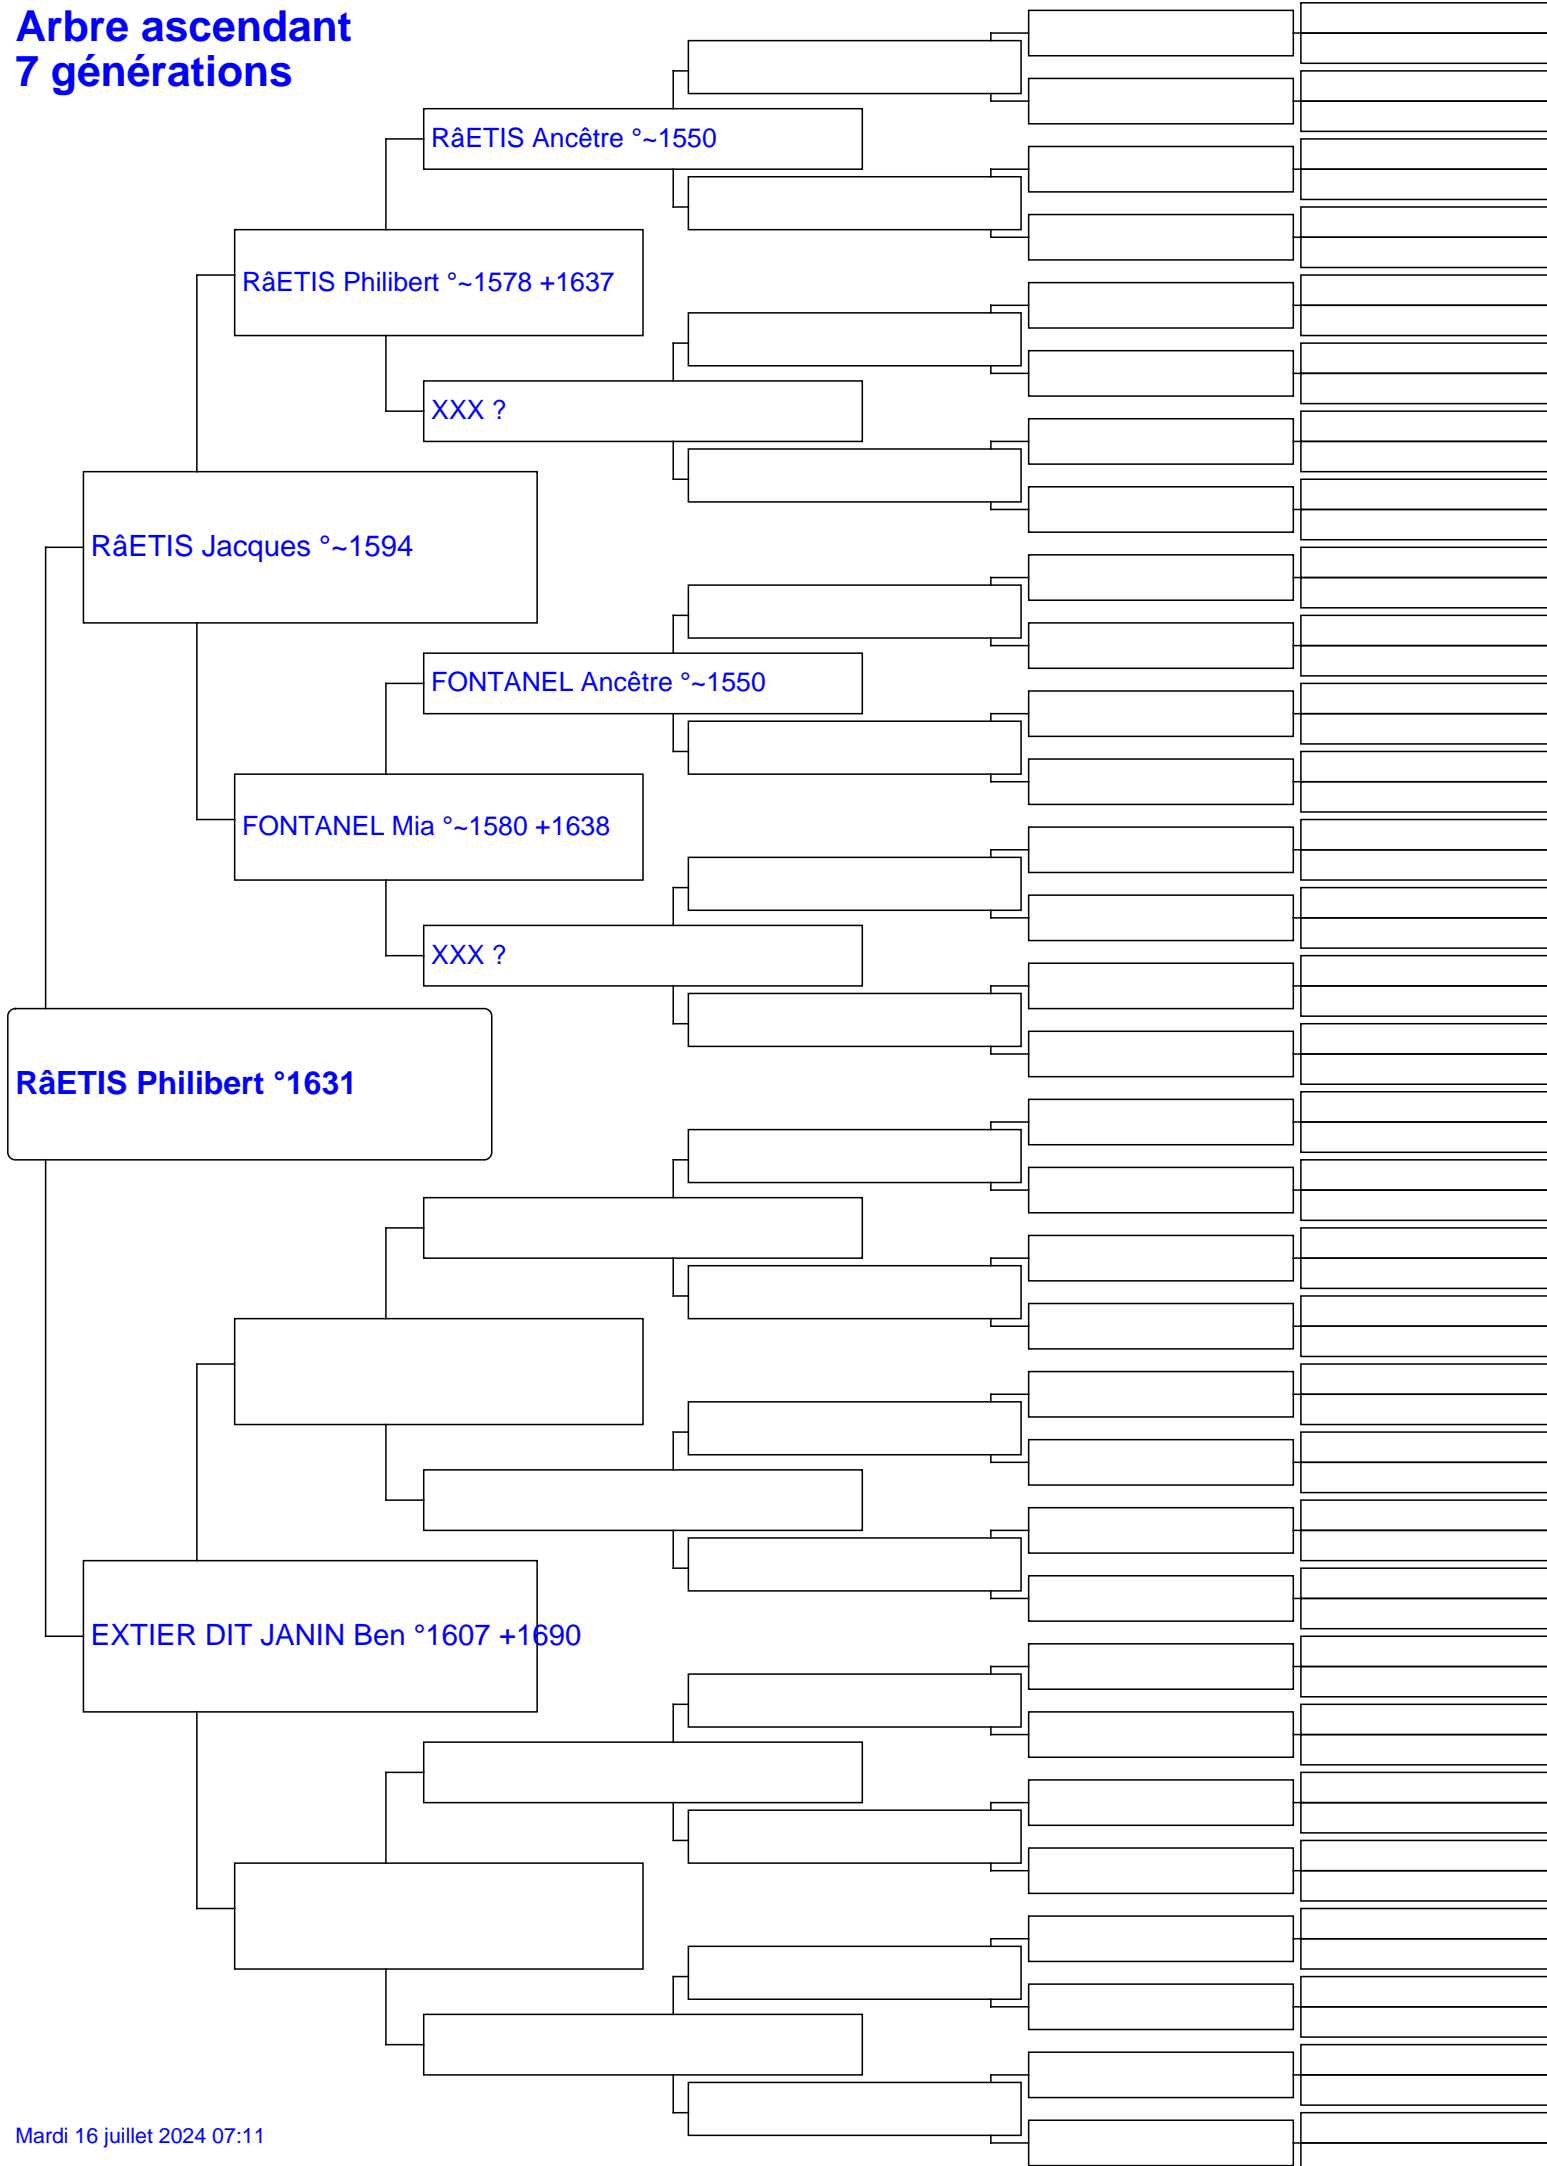 Arbre ascendant
7 générations
RâETIS Ancêtre °~1550
RâETIS Philibert °~1578 +1637
XXX ?
RâETIS Jacques °~1594
FONTANEL Ancêtre °~1550
FONTANEL Mia °~1580 +1638
XXX ?
RâETIS Philibert °1631
EXTIER DIT JANIN Ben °1607 +1690
Mardi 16 juillet 2024 07:11